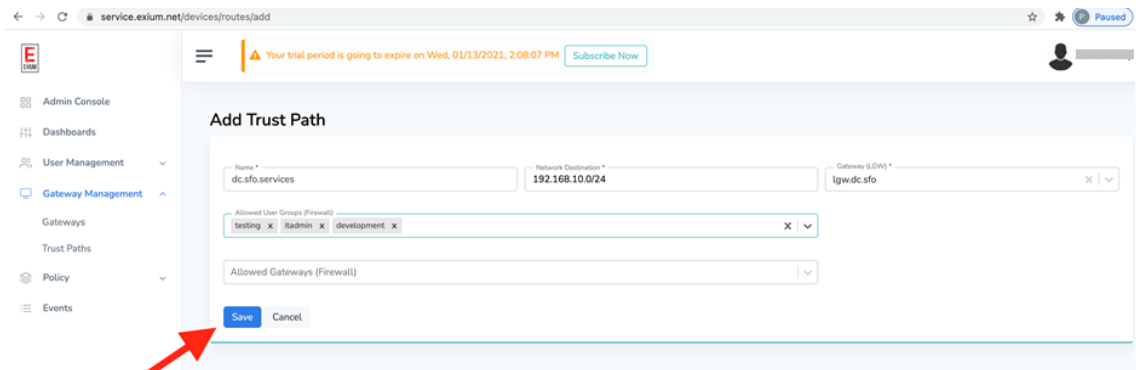 service.exium.net/devices/routes/add
P Paused
E
EXIUM
Your trial period is going to expire on Wed, 01/13/2021, 2:08:07 PM Subscribe Now
Admin Console
Dashboards
User Management
Gateway Management
Gateways
Trust Paths
Policy
Events
Add Trust Path
Name * Network Destination * Gateway (LGW) *
dc.sfo.services 192.168.10.0/24 lgw.dc.sfo
Allowed User Groups (Firewall)
testing x itadmin x development x
Allowed Gateways (Firewall)
Save Cancel